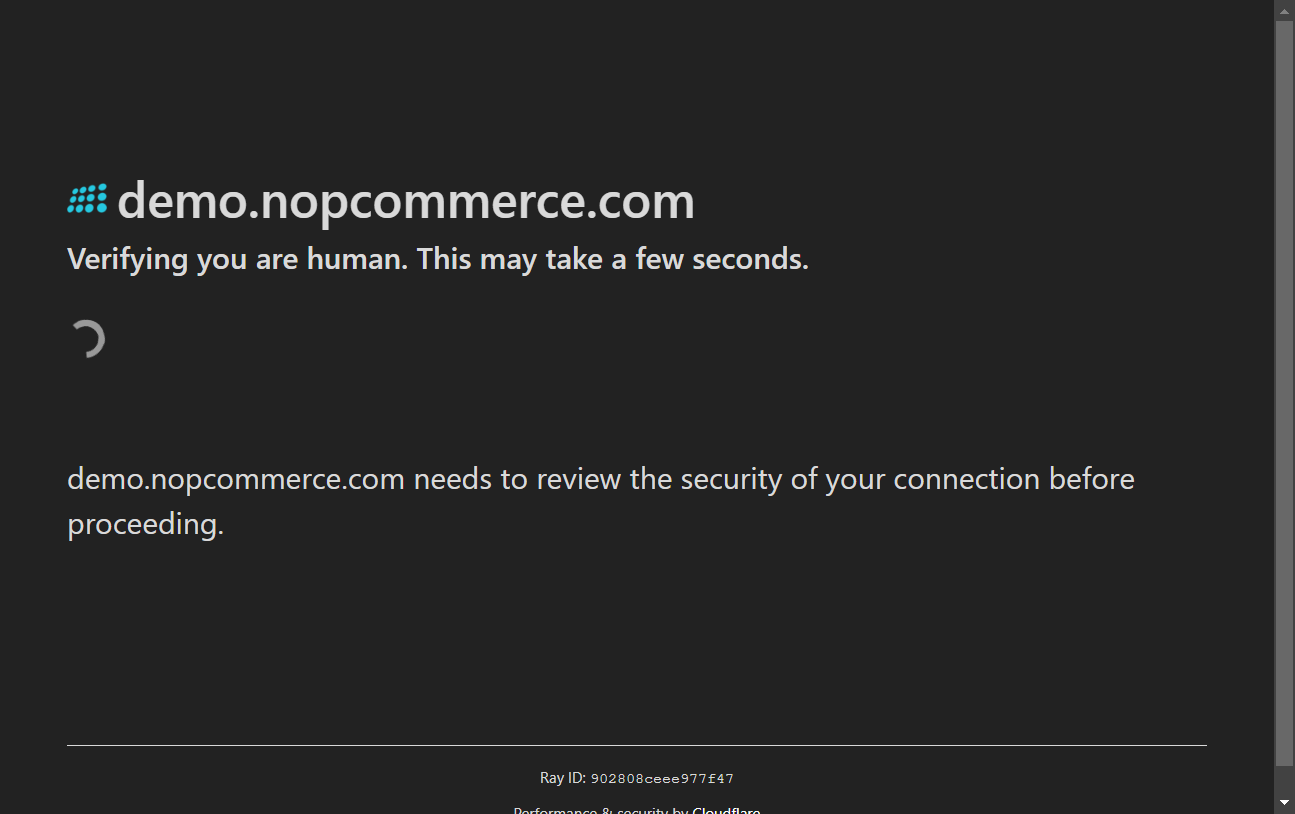 demo.nopcommerce.com
Verifying you are human. This may take a few seconds.
demo.nopcommerce.com needs to review the security of your connection before
proceeding.
Ray ID: 902808ceee977f47
Performance & security by Cloudflare